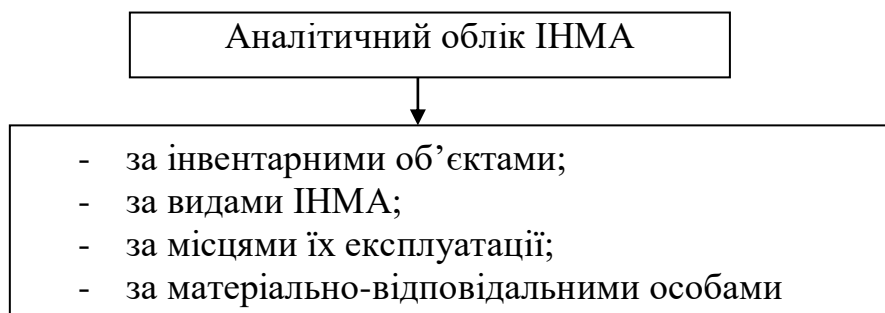 Аналітичний облік ІНМА
- за інвентарними об’єктами;
- за видами ІНМА;
- за місцями їх експлуатації;
- за матеріально-відповідальними особами